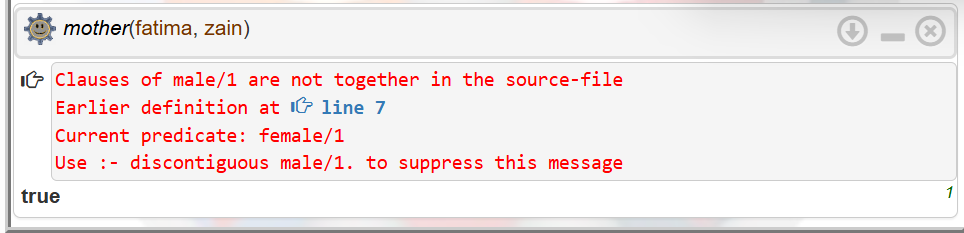 mother(fatima, zain)
Clauses of male/1 are not together in the source-file
Earlier definition at line 7
Current predicate: female/1
Use :- discontiguous male/1. to suppress this message
true
1